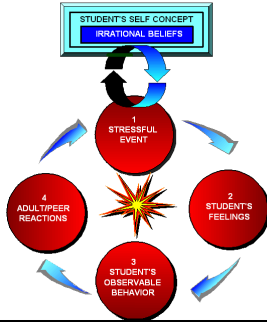 STUDENT'S SELF CONCEPT
IRRATIONAL BELIEFS
1
STRESSFUL
EVENT
2
STUDENT'S
FEELINGS
3
STUDENT'S
OBSERVABLE
BEHAVIOR
4
ADULT/PEER
REACTIONS